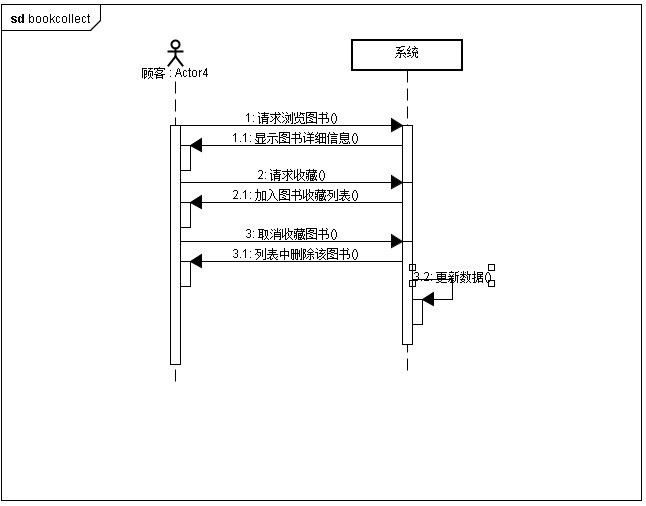 sd bookcollect
系统
顾客 : Actor4
1: 请求浏览图书()
1.1: 显示图书详细信息()
2: 请求收藏()
2.1: 加入图书收藏列表()
3: 取消收藏图书()
3.1: 列表中删除该图书()
3.2: 更新数据()